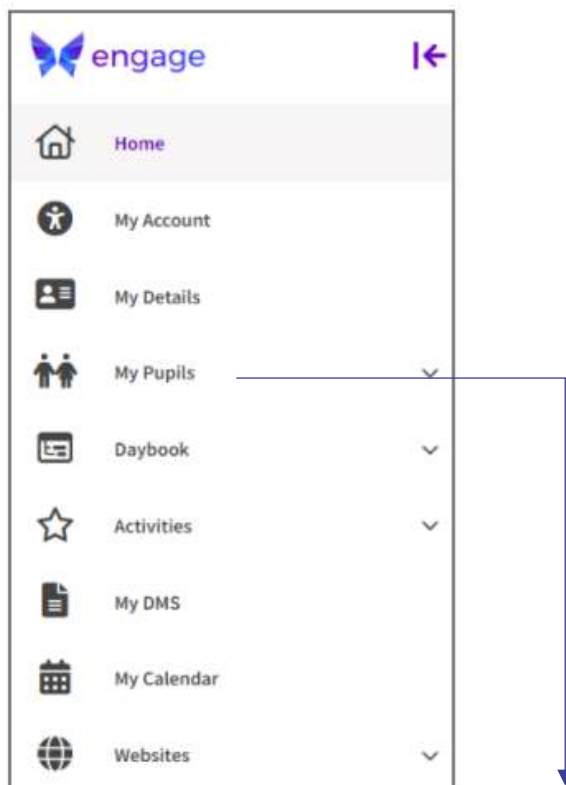 engage
Home
My Account
My Details
My Pupils
Daybook
Activities
My DMS
My Calendar
Websites